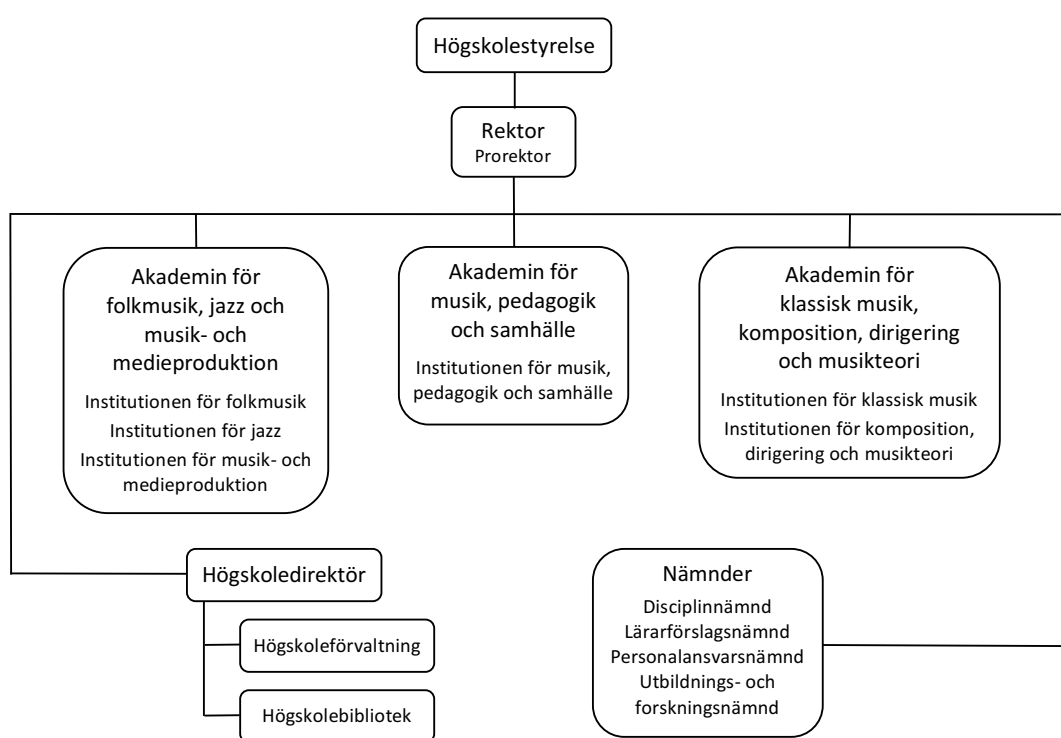 Högskolestyrelse
Rektor
Prorektor
Akademin för
folkmusik, jazz och
musik- och
medieproduktion
Institutionen för folkmusik
Institutionen för jazz
Institutionen för musik- och
medieproduktion
Akademin för
musik, pedagogik
och samhälle
Institutionen för musik,
pedagogik och samhälle
Akademin för
klassisk musik,
komposition, dirigering
och musikteori
Institutionen för klassisk musik
Institutionen för komposition,
dirigering och musikteori
Högskoledirektör
Högskoleförvaltning
Högskolebibliotek
Nämnder
Disciplinnämnd
Lärarförslagsnämnd
Personalansvarsnämnd
Utbildnings- och
forskningsnämnd